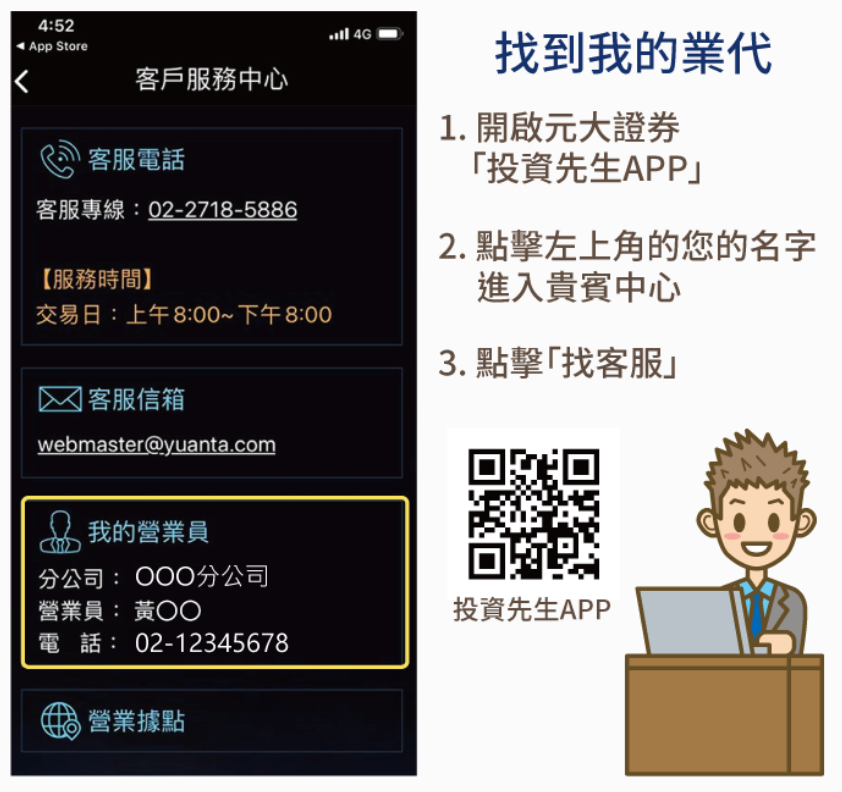 4:52
4G
◀ App Store
客戶服務中心
客服電話
客服專線：02-2718-5886
【服務時間】
交易日：上午8:00~下午8:00
客服信箱
webmaster@yuanta.com
我的營業員
分公司： OOO分公司
營業員： 黃〇〇
電 話： 02-12345678
營業據點
找到我的業代
1. 開啟元大證券
「投資先生APP」
2. 點擊左上角的您的名字
進入貴賓中心
3. 點擊「找客服」
投資先生APP